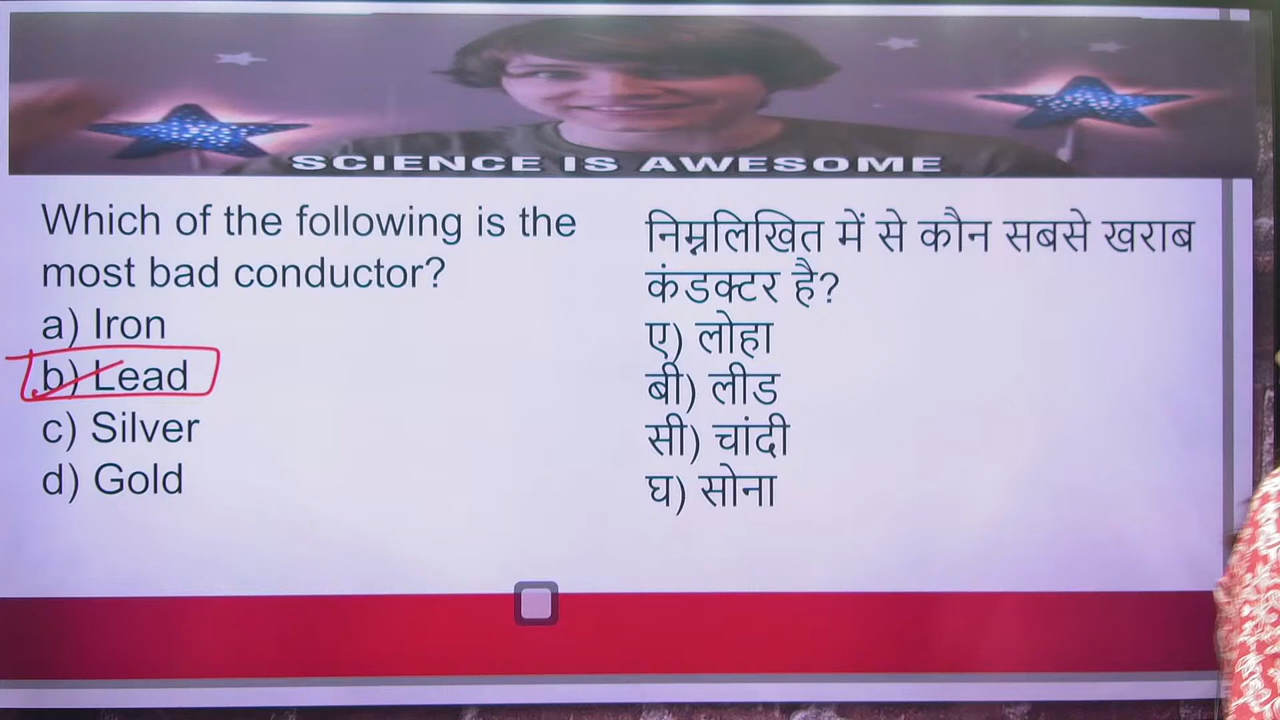 SCIENCE IS AWESOME
Which of the following is the
most bad conductor?
a) Iron
b) Lead
c) Silver
d) Gold
निम्नलिखित में से कौन सबसे खराब
कंडक्टर है?
ए) लोहा
बी) लीड
सी) चांदी
घ) सोना